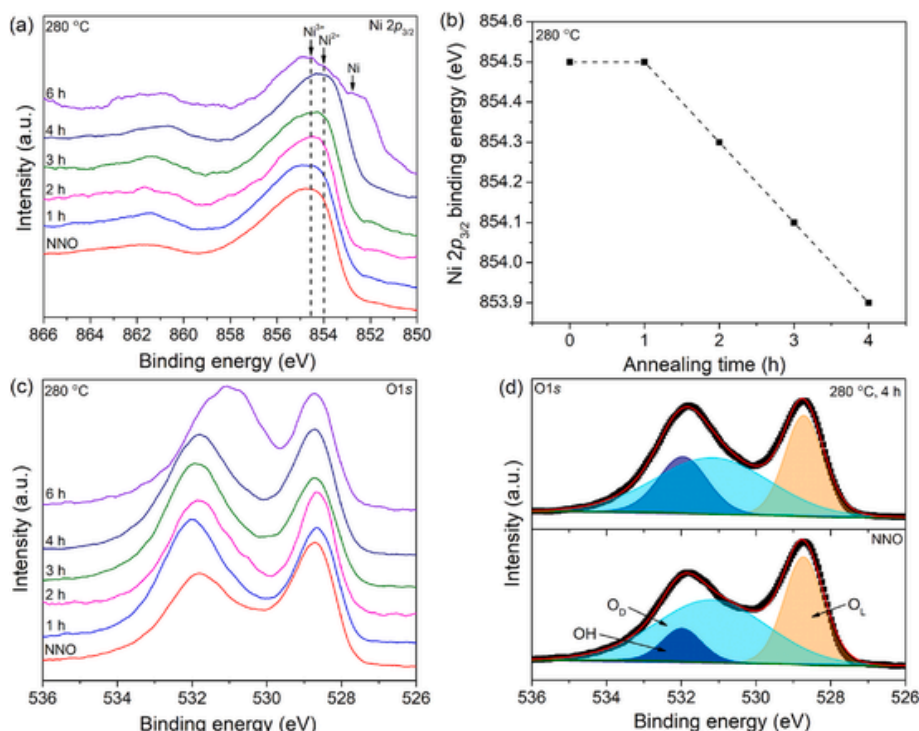 (a) 280 °C Ni 2p3/2
Ni3+ Ni2+ Ni
6 h
4 h
3 h
2 h
1 h
NNO
Intensity (a.u.)
866 864 862 860 858 856 854 852 850
Binding energy (eV)
(b) 280 °C
854.6
854.5
854.4
854.3
854.2
854.1
854.0
853.9
Ni 2p3/2 binding energy (eV)
0 1 2 3 4
Annealing time (h)
(c) 280 °C O1s
6 h
4 h
3 h
2 h
1 h
NNO
Intensity (a.u.)
536 534 532 530 528 526
Binding energy (eV)
(d) O1s 280 °C, 4 h
NNO
OD
OH
OL
Intensity (a.u.)
536 534 532 530 528 526
Binding energy (eV)